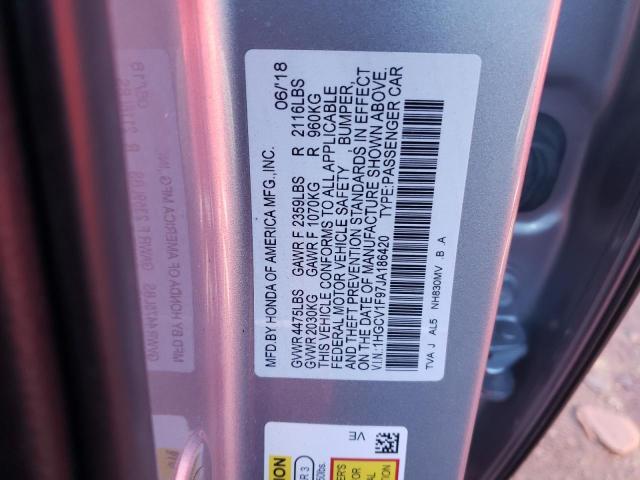 MFD.BY HONDA OF AMERICA MFG.,INC. 06/18
GVWR 4475LBS GAWR F 2359LBS R 2116LBS
GVWR 2030KG GAWR F 1070KG R 960KG
THIS VEHICLE CONFORMS TO ALL APPLICABLE
FEDERAL MOTOR VEHICLE SAFETY, BUMPER,
AND THEFT PREVENTION STANDARDS IN EFFECT
ON THE DATE OF MANUFACTURE SHOWN ABOVE.
V.I.N.:1HGCV1F97JA186420 TYPE:PASSENGER CAR
TVA J AL5 NH830MV .B .A
VE